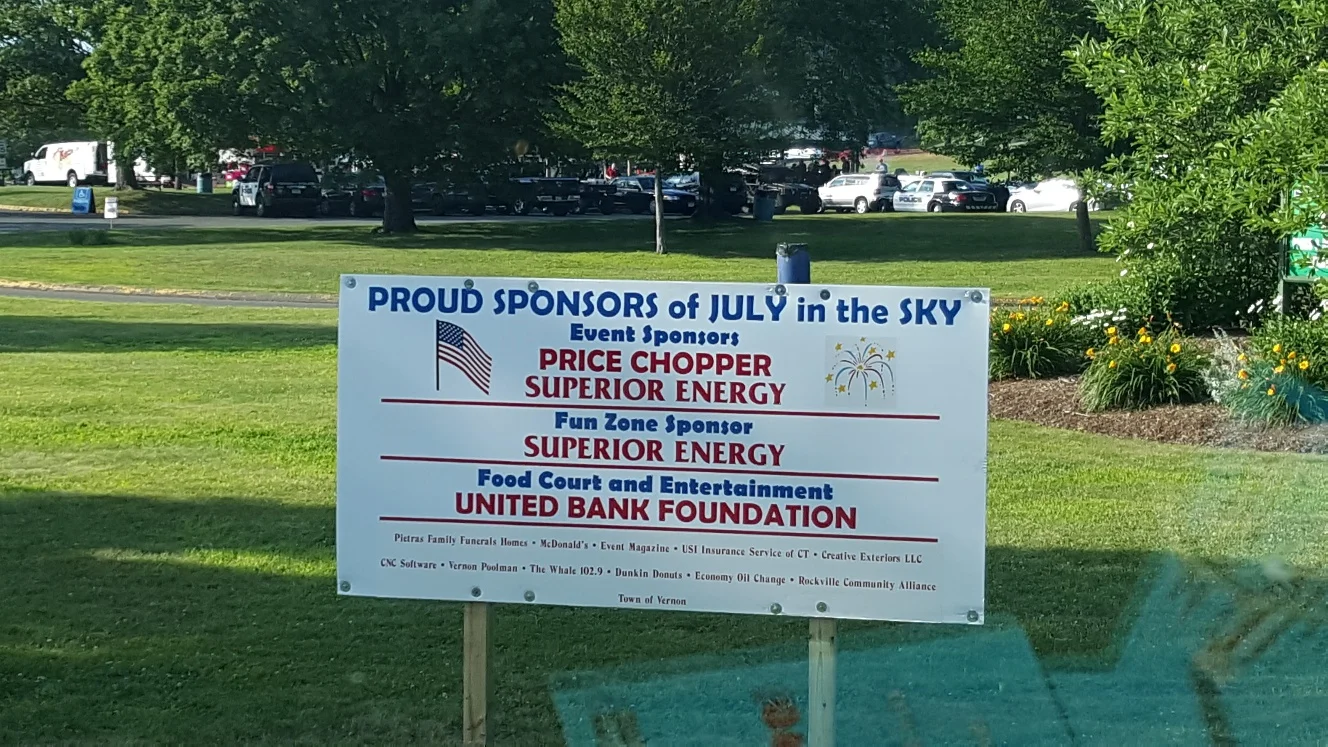 PROUD SPONSORS of JULY in the SKY
Event Sponsors
PRICE CHOPPER
SUPERIOR ENERGY
Fun Zone Sponsor
SUPERIOR ENERGY
Food Court and Entertainment
UNITED BANK FOUNDATION
Pietras Family Funerals Homes • McDonald's • Event Magazine • USI Insurance Service of CT • Creative Exteriors LLC
CNC Software • Vernon Poolman • The Whale 102.9 • Dunkin Donuts • Economy Oil Change • Rockville Community Alliance
Town of Vernon
POLICE